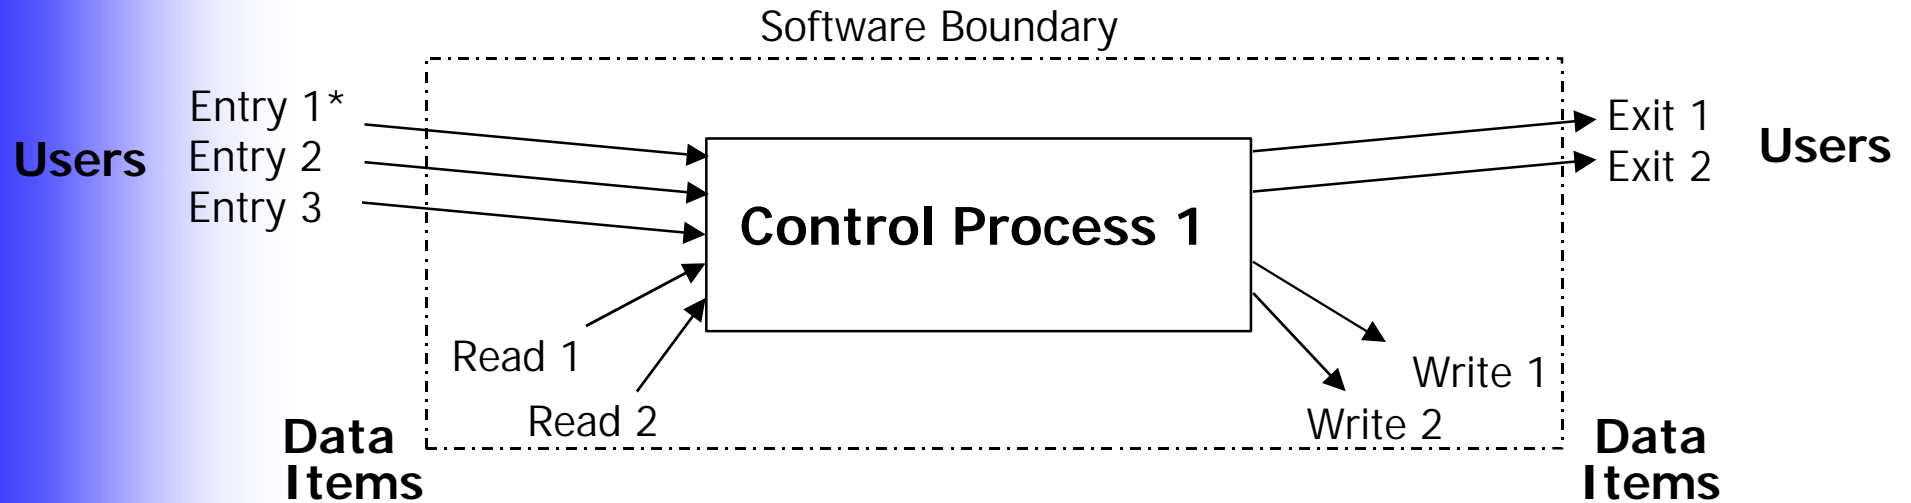 Software Boundary
Users
Entry 1*
Entry 2
Entry 3
Control Process 1
Exit 1
Exit 2
Users
Read 1
Read 2
Write 1
Write 2
Data
Items
Data
Items